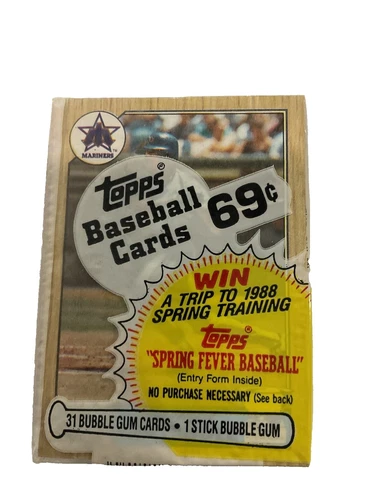 MARINERS™
topps®
Baseball
Cards
69¢
WIN
A TRIP TO 1988
SPRING TRAINING
topps®
"SPRING FEVER BASEBALL"
(Entry Form Inside)
NO PURCHASE NECESSARY (See back)
31 BUBBLE GUM CARDS • 1 STICK BUBBLE GUM